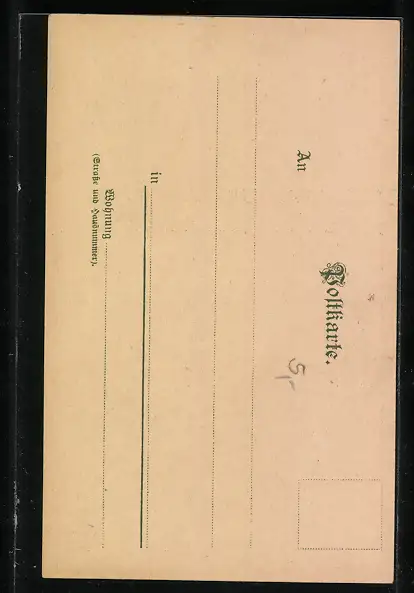 Postkarte.
An
5,-
in
Wohnung
(Straße und Hausnummer).